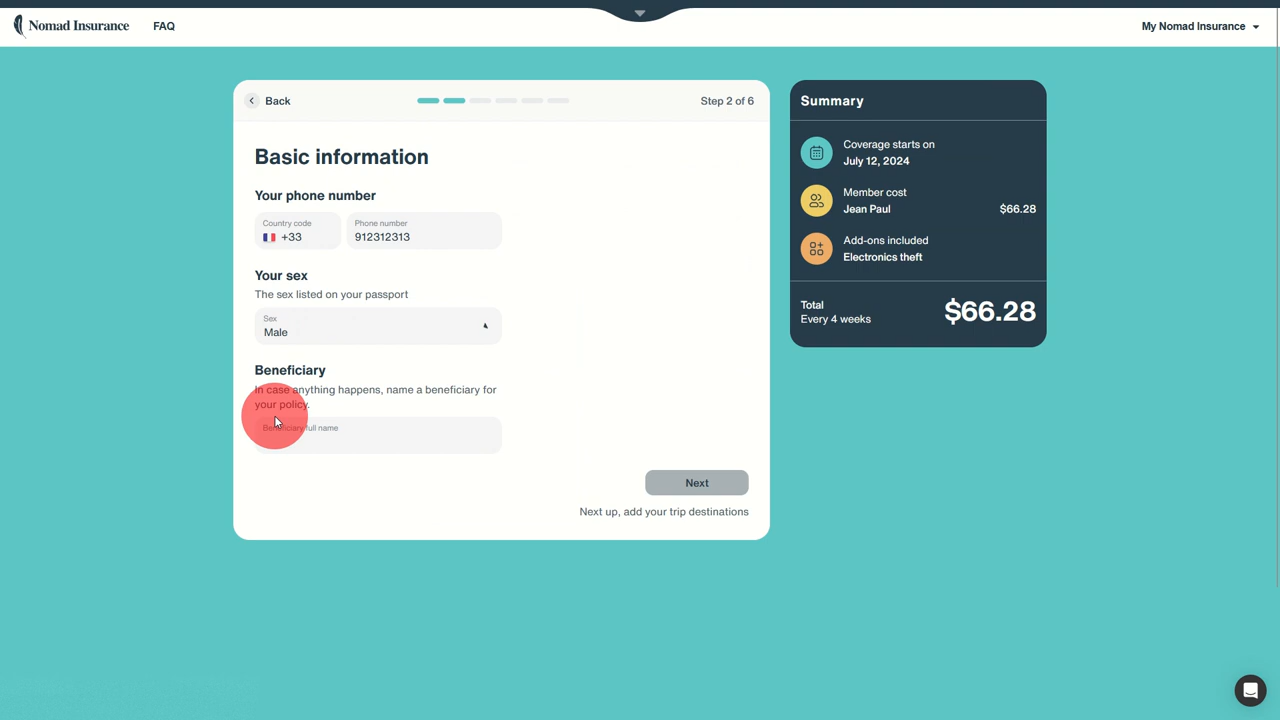 Nomad Insurance
FAQ
My Nomad Insurance
Back
Step 2 of 6
Basic information
Your phone number
Country code
+33
Phone number
912312313
Your sex
The sex listed on your passport
Sex
Male
Beneficiary
In case anything happens, name a beneficiary for
your policy.
Beneficiary full name
Next
Next up, add your trip destinations
Summary
Coverage starts on
July 12, 2024
Member cost
Jean Paul
$66.28
Add-ons included
Electronics theft
Total
Every 4 weeks
$66.28